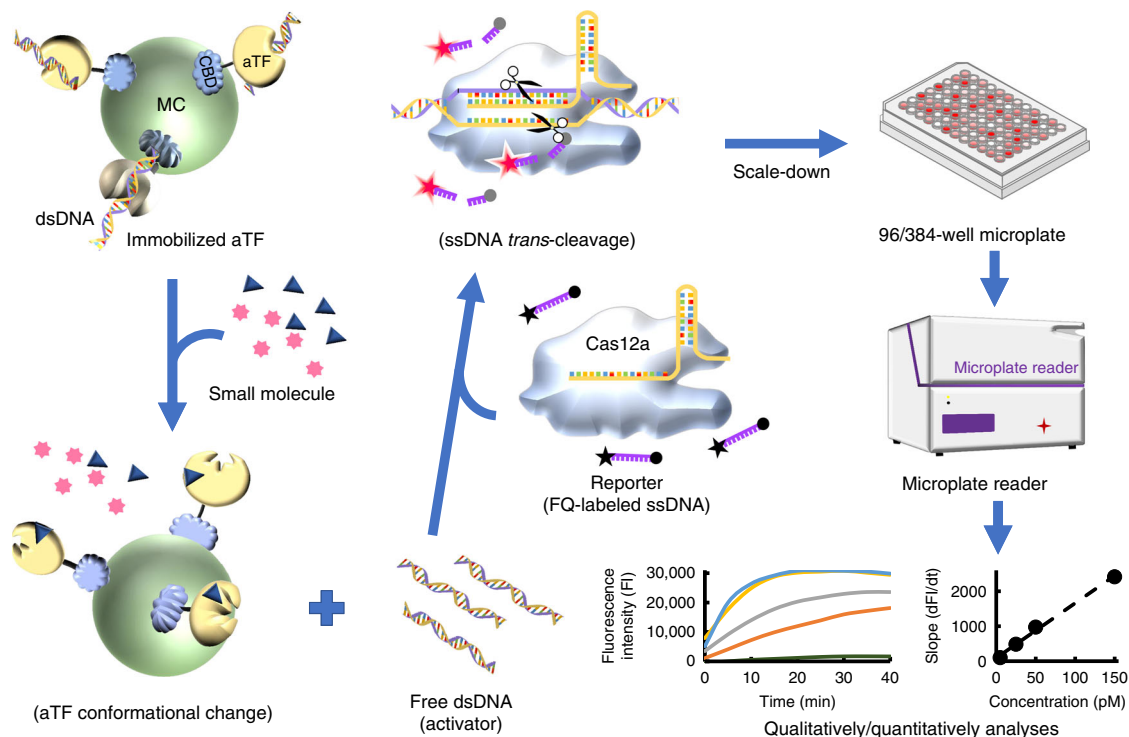 MC
CBD
aTF
dsDNA
Immobilized aTF
Small molecule
(aTF conformational change)
Free dsDNA
(activator)
(ssDNA trans-cleavage)
Cas12a
Reporter
(FQ-labeled ssDNA)
Scale-down
96/384-well microplate
Microplate reader
Microplate reader
Fluorescence
intensity (FI)
30,000
20,000
10,000
0
0 10 20 30 40
Time (min)
Slope (dFI/dt)
2000
1000
0
0 50 100 150
Concentration (pM)
Qualitatively/quantitatively analyses